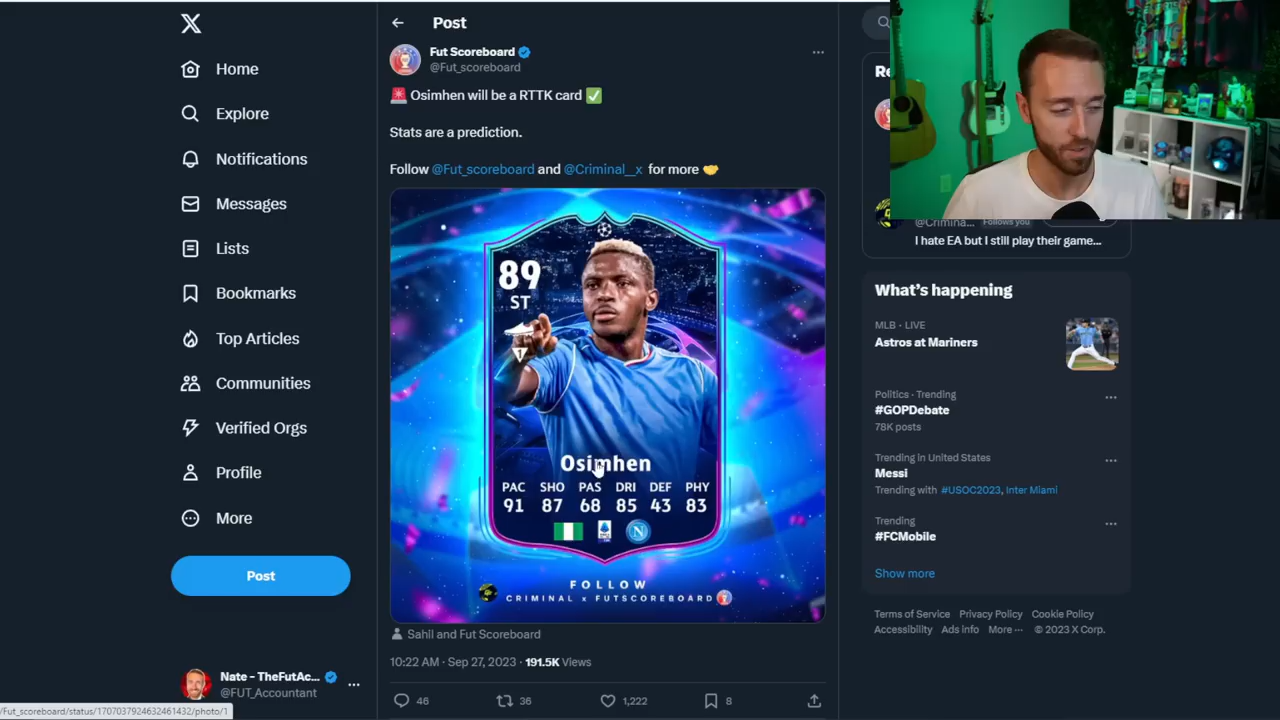 Home
Explore
Notifications
Messages
Lists
Bookmarks
Top Articles
Communities
Verified Orgs
Profile
More
Post
Nate - TheFutAc...
@FUT_Accountant
/Fut_scoreboard/status/1707037924632461432/photo/1
Post
Fut Scoreboard
@Fut_scoreboard
🚨 Osimhen will be a RTTK card ✅
Stats are a prediction.
Follow @Fut_scoreboard and @Criminal__x for more 🤝
89
ST
Osimhen
PAC SHO PAS DRI DEF PHY
91 87 68 85 43 83
FOLLOW
CRIMINAL x FUTSCOREBOARD
Sahil and Fut Scoreboard
10:22 AM · Sep 27, 2023 · 191.5K Views
46 36 1,222 8
Re
@Crimina... Follows you
I hate EA but I still play their game...
What's happening
MLB · LIVE
Astros at Mariners
Politics · Trending
#GOPDebate
78K posts
Trending in United States
Messi
Trending with #USOC2023, Inter Miami
Trending
#FCMobile
Show more
Terms of Service Privacy Policy Cookie Policy
Accessibility Ads info More ··· © 2023 X Corp.